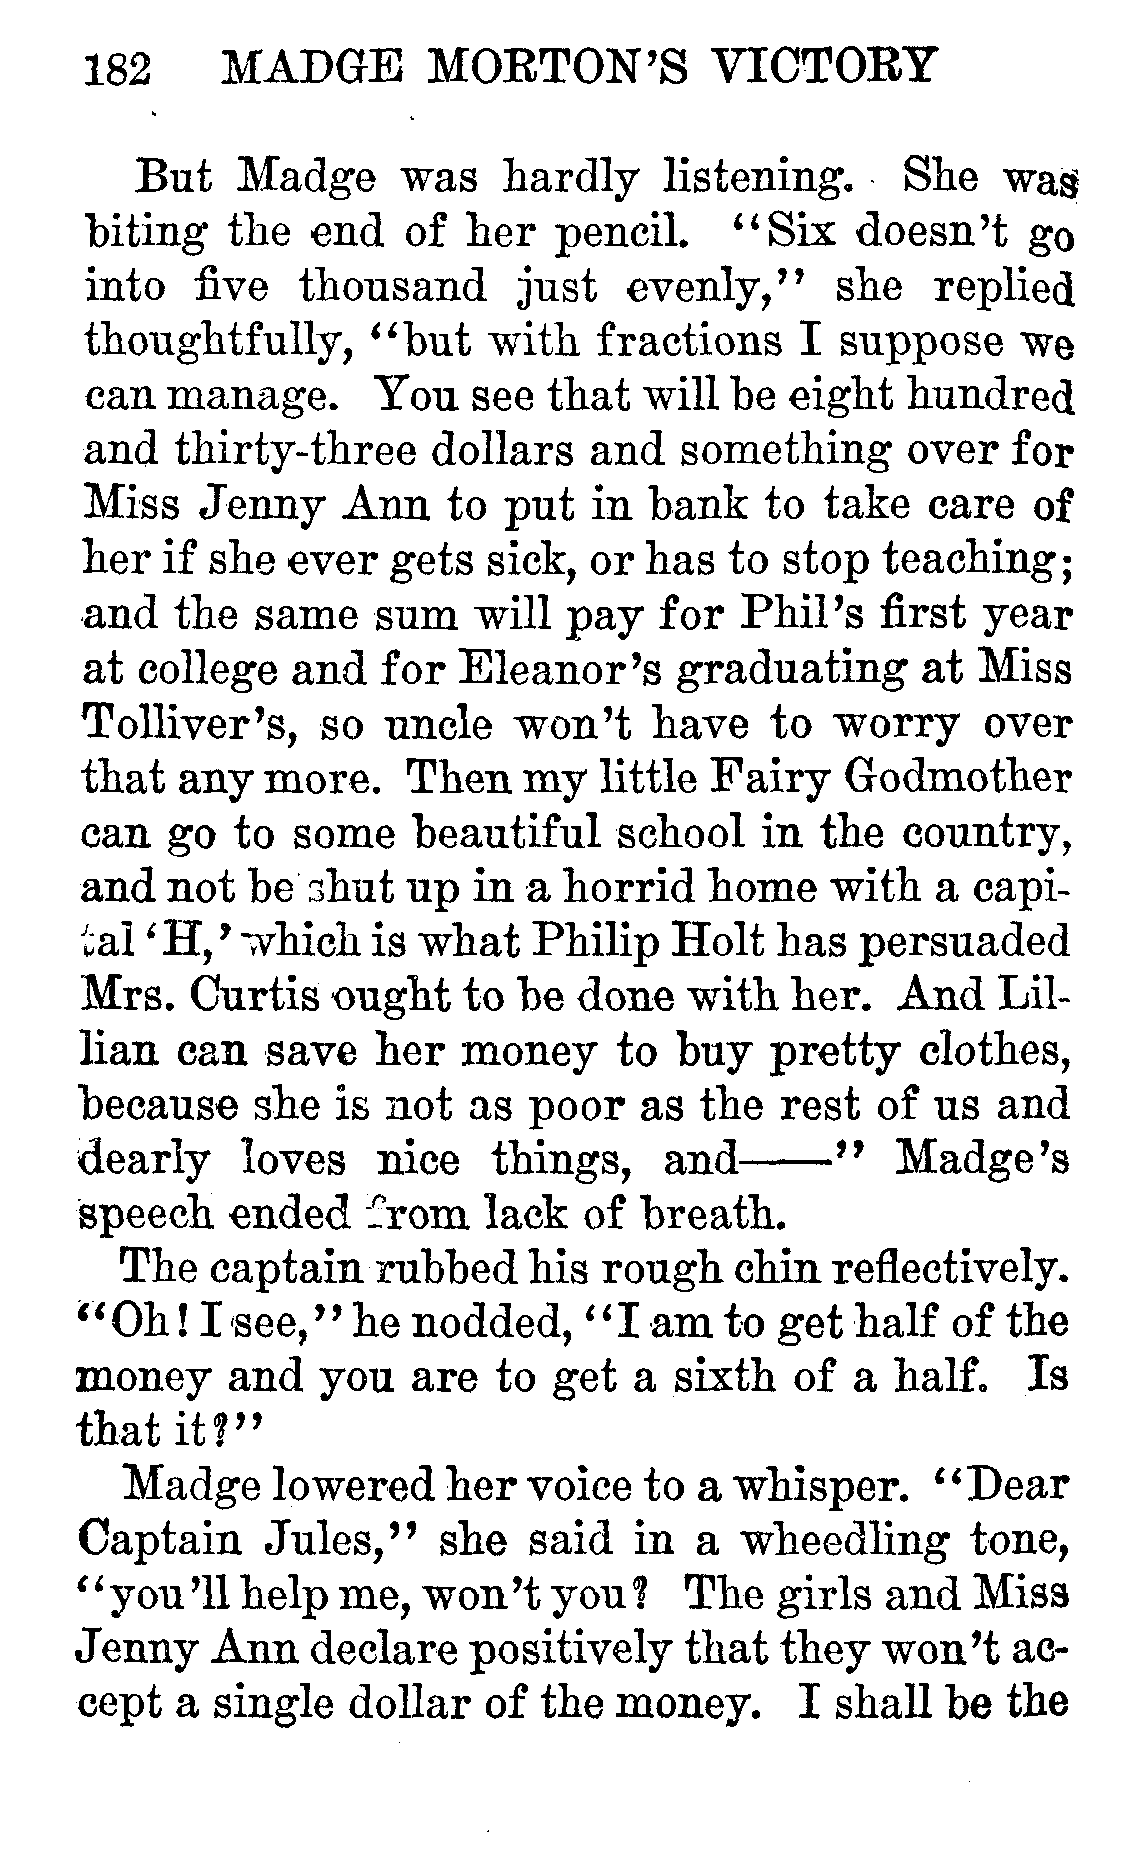 182 MADGE MORTON'S VICTORY
But Madge was hardly listening. She was
biting the end of her pencil. "Six doesn't go
into five thousand just evenly," she replied
thoughtfully, "but with fractions I suppose we
can manage. You see that will be eight hundred
and thirty-three dollars and something over for
Miss Jenny Ann to put in bank to take care of
her if she ever gets sick, or has to stop teaching;
and the same sum will pay for Phil's first year
at college and for Eleanor's graduating at Miss
Tolliver's, so uncle won't have to worry over
that any more. Then my little Fairy Godmother
can go to some beautiful school in the country,
and not be shut up in a horrid home with a capi-
tal 'H,' which is what Philip Holt has persuaded
Mrs. Curtis ought to be done with her. And Lil-
lian can save her money to buy pretty clothes,
because she is not as poor as the rest of us and
dearly loves nice things, and——" Madge's
speech ended from lack of breath.
The captain rubbed his rough chin reflectively.
"Oh! I see," he nodded, "I am to get half of the
money and you are to get a sixth of a half. Is
that it?"
Madge lowered her voice to a whisper. "Dear
Captain Jules," she said in a wheedling tone,
"you'll help me, won't you? The girls and Miss
Jenny Ann declare positively that they won't ac-
cept a single dollar of the money. I shall be the